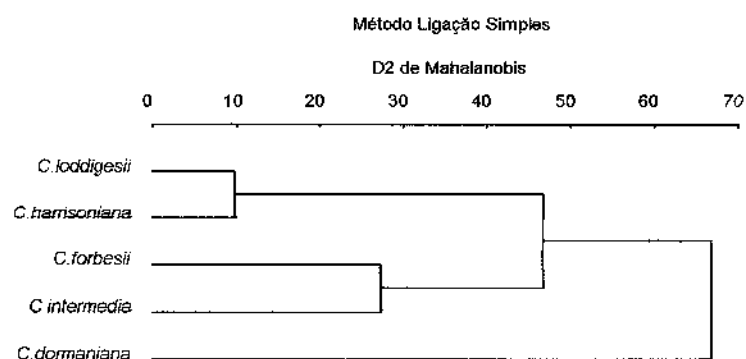 Método Ligação Simples
D2 de Mahalanobis
0 10 20 30 40 50 60 70
C.loddigesii
C.harrisoniana
C.forbesii
C intermedia
C.dormaniana